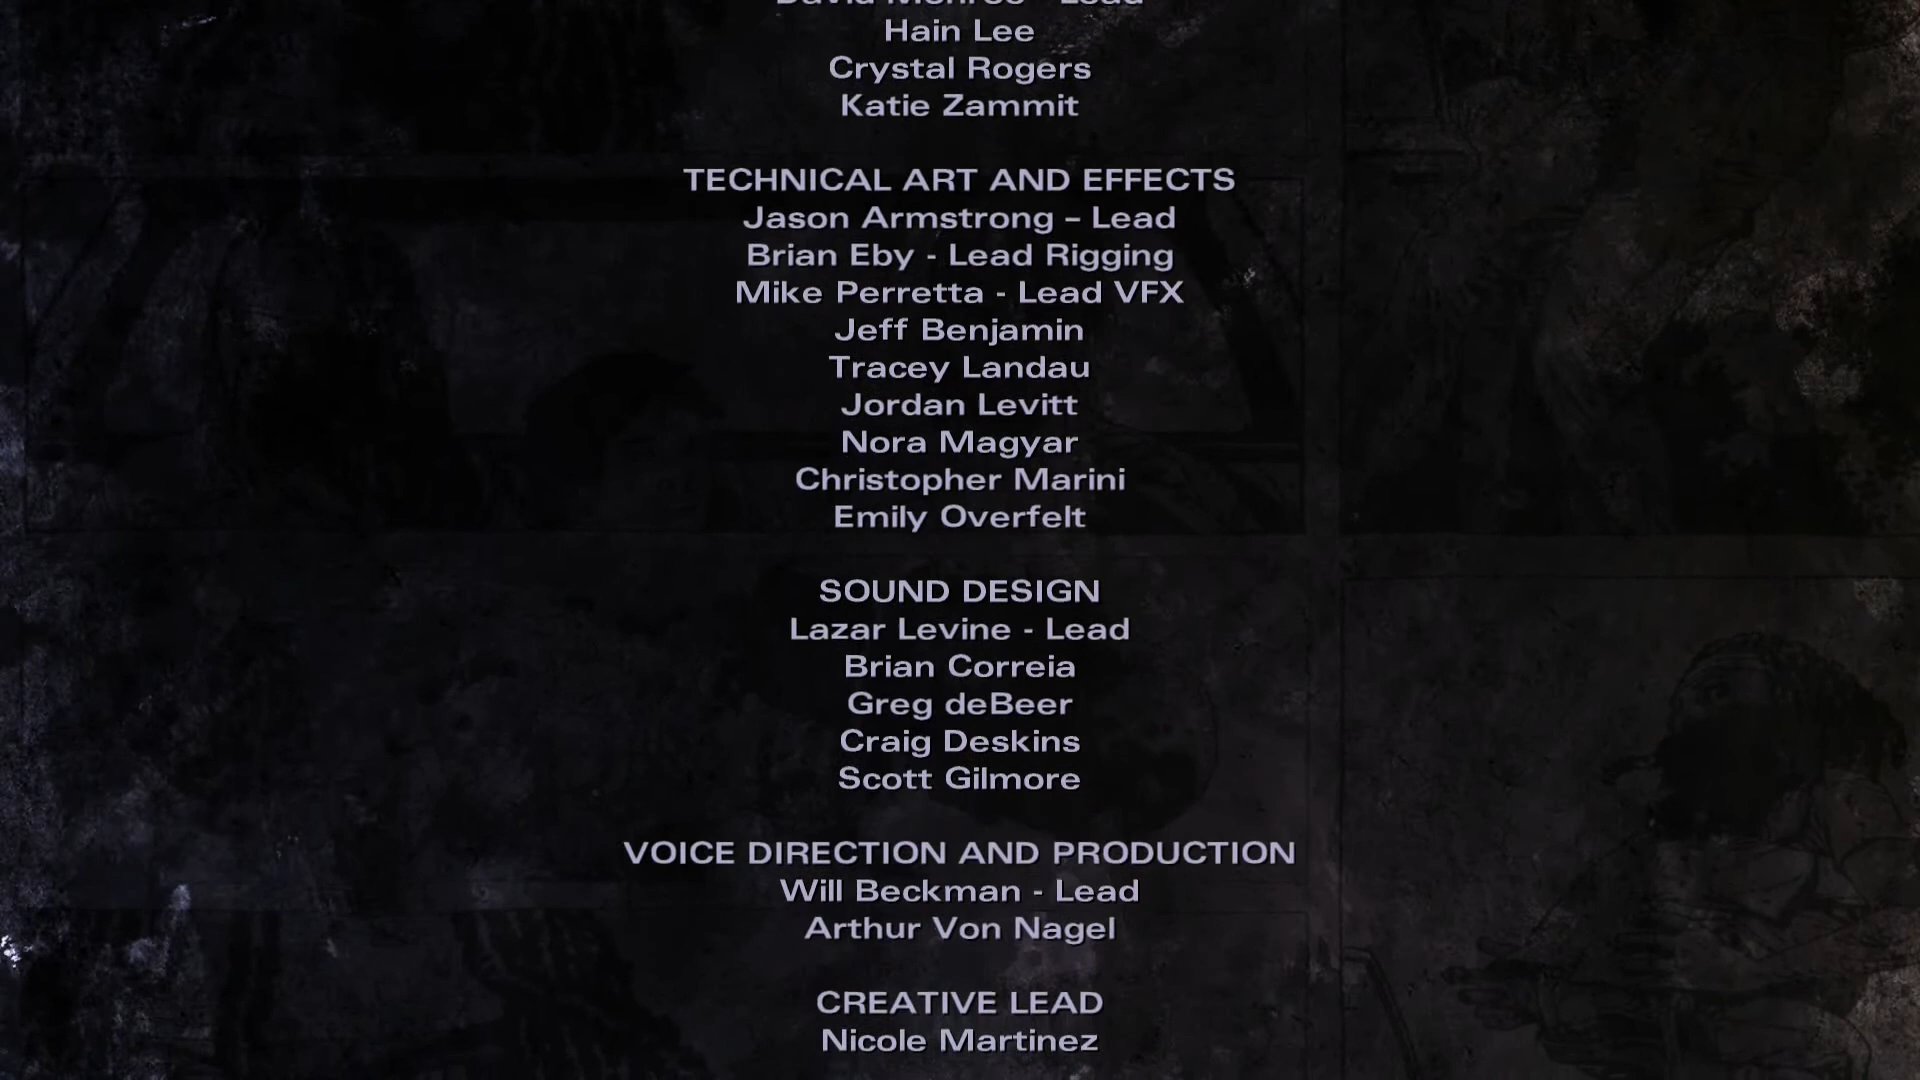 Hain Lee
Crystal Rogers
Katie Zammit
TECHNICAL ART AND EFFECTS
Jason Armstrong – Lead
Brian Eby - Lead Rigging
Mike Perretta - Lead VFX
Jeff Benjamin
Tracey Landau
Jordan Levitt
Nora Magyar
Christopher Marini
Emily Overfelt
SOUND DESIGN
Lazar Levine - Lead
Brian Correia
Greg deBeer
Craig Deskins
Scott Gilmore
VOICE DIRECTION AND PRODUCTION
Will Beckman - Lead
Arthur Von Nagel
CREATIVE LEAD
Nicole Martinez